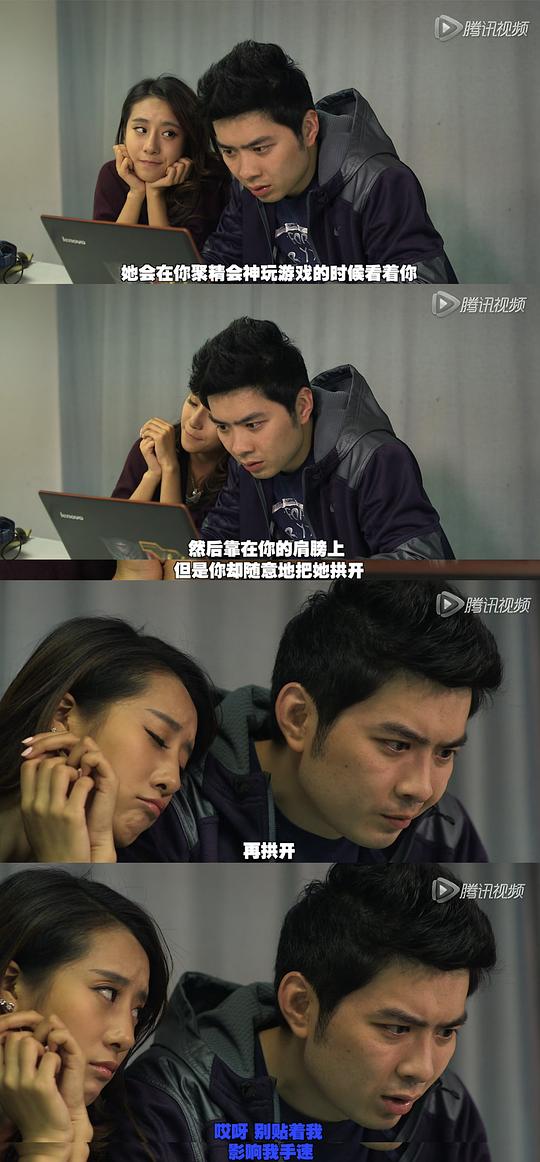 腾讯视频
lenovo
她会在你聚精会神玩游戏的时候看着你
腾讯视频
lenovo
然后靠在你的肩膀上
但是你却随意地把她拱开
腾讯视频
再拱开
腾讯视频
哎呀 别贴着我
影响我手速